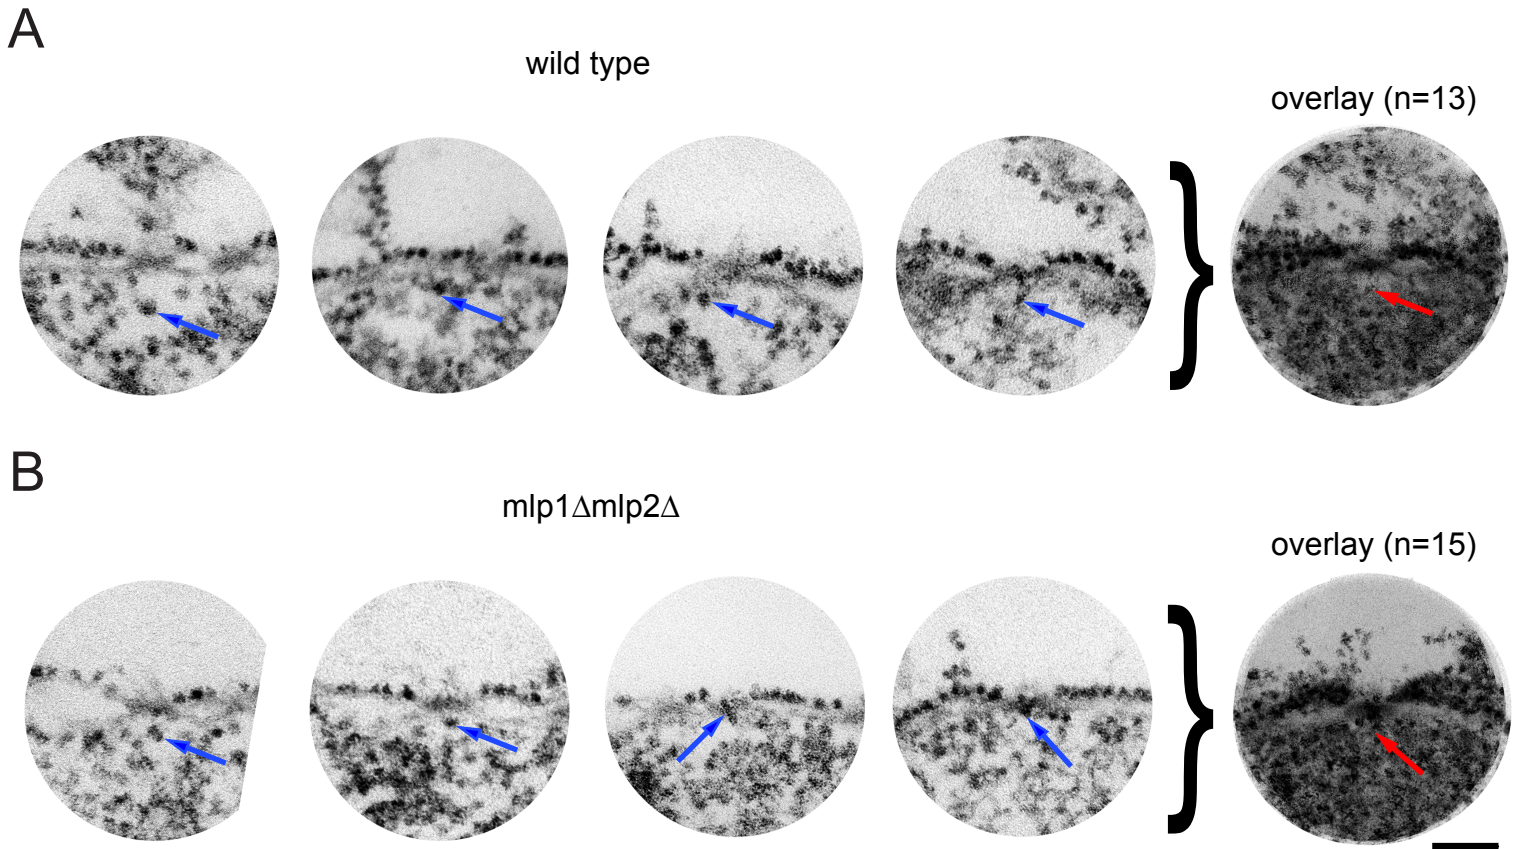 A
wild type
overlay (n=13)
B
mlp1Δmlp2Δ
overlay (n=15)